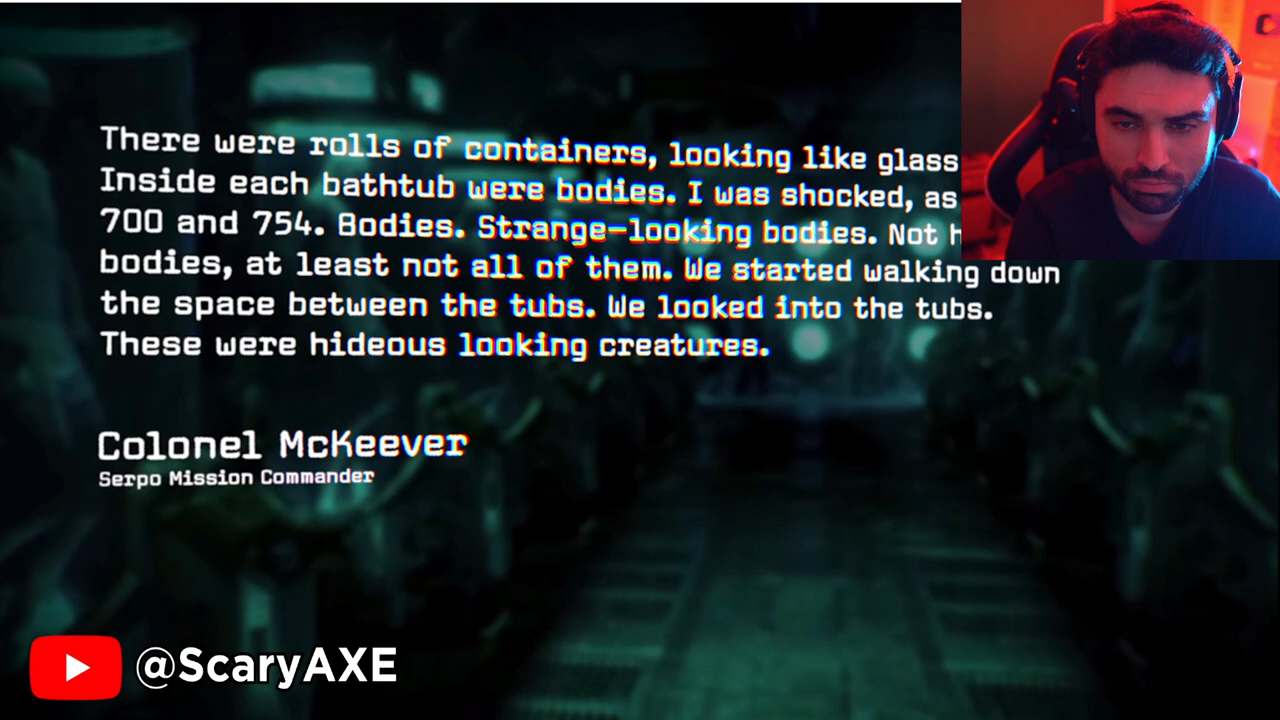 There were rolls of containers, looking like glass
Inside each bathtub were bodies. I was shocked, as
700 and 754. Bodies. Strange-looking bodies. Not
bodies, at least not all of them. We started walking down
the space between the tubs. We looked into the tubs.
These were hideous looking creatures.
Colonel McKeever
Serpo Mission Commander
@ScaryAXE